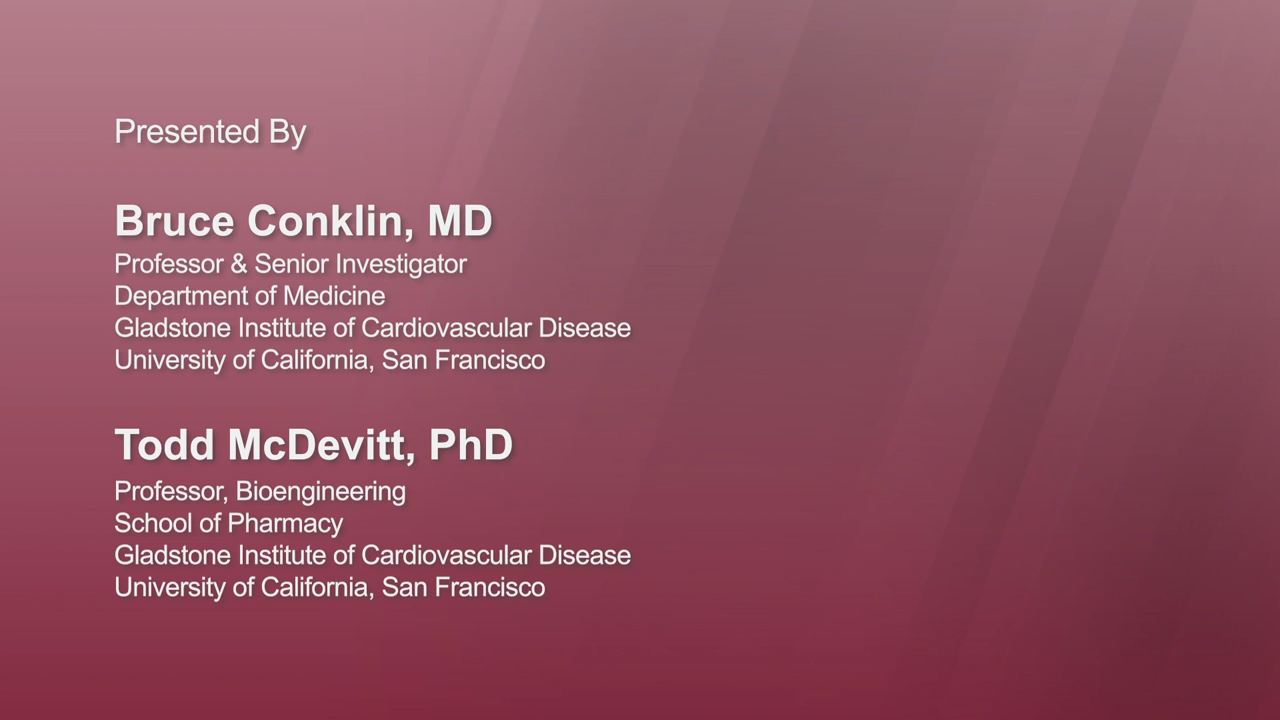 Presented By
Bruce Conklin, MD
Professor & Senior Investigator
Department of Medicine
Gladstone Institute of Cardiovascular Disease
University of California, San Francisco
Todd McDevitt, PhD
Professor, Bioengineering
School of Pharmacy
Gladstone Institute of Cardiovascular Disease
University of California, San Francisco